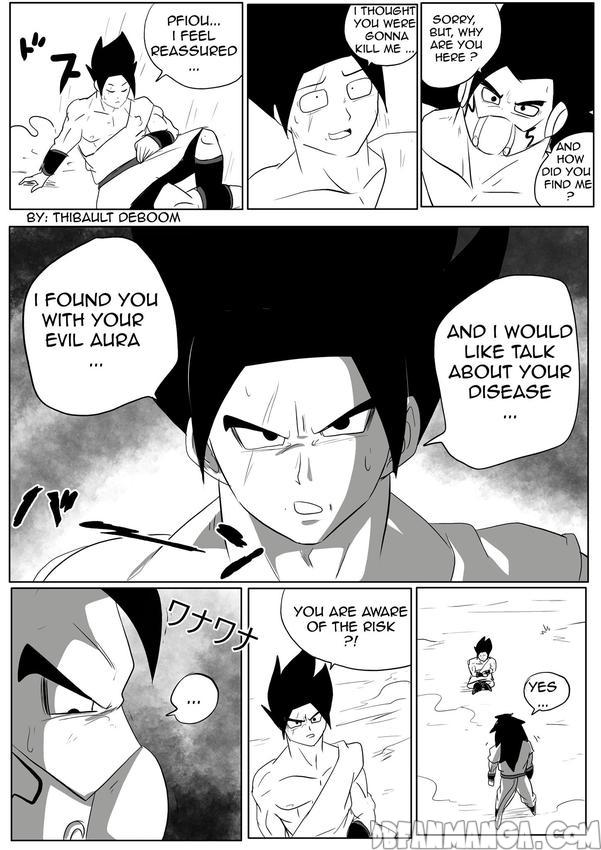 ドス
PFIOU...
I FEEL
REASSURED
...
I THOUGHT
YOU WERE
GONNA
KILL ME ...
SORRY,
BUT, WHY
ARE YOU
HERE ?
AND
HOW
DID YOU
FIND ME
?
BY: THIBAULT DEBOOM
I FOUND YOU
WITH YOUR
EVIL AURA
...
AND I WOULD
LIKE TALK
ABOUT YOUR
DISEASE
...
バーン
ワナワナ
...
YOU ARE AWARE
OF THE RISK
?!
YES
...
DBFANMANGA.COM